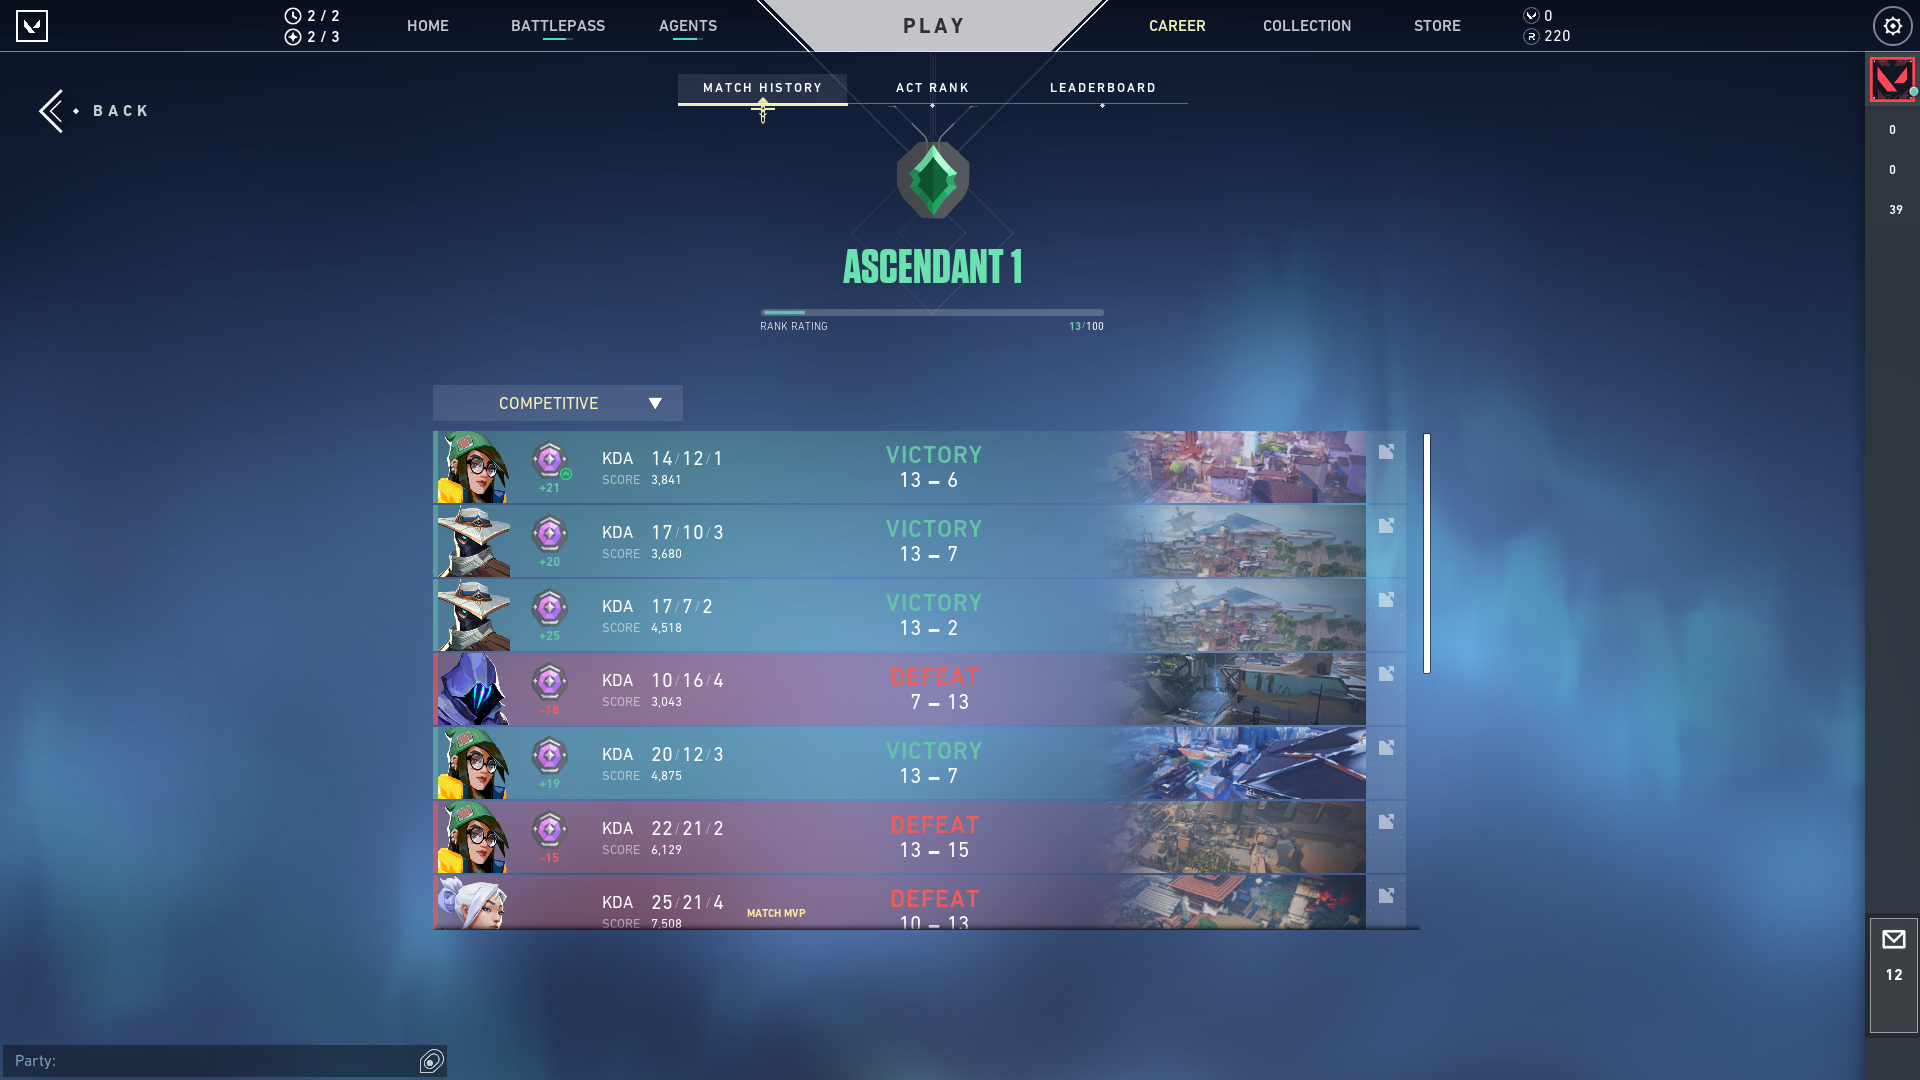 2 / 2
2 / 3
HOME
BATTLEPASS
AGENTS
PLAY
CAREER
COLLECTION
STORE
0
220
BACK
MATCH HISTORY
ACT RANK
LEADERBOARD
0
0
39
ASCENDANT 1
RANK RATING
13/100
COMPETITIVE
+21
KDA 14/12/1
SCORE 3,841
VICTORY
13 – 6
+20
KDA 17/10/3
SCORE 3,680
VICTORY
13 – 7
+25
KDA 17/7/2
SCORE 4,518
VICTORY
13 – 2
-18
KDA 10/16/4
SCORE 3,043
DEFEAT
7 – 13
+19
KDA 20/12/3
SCORE 4,875
VICTORY
13 – 7
-15
KDA 22/21/2
SCORE 6,129
DEFEAT
13 – 15
KDA 25/21/4
SCORE 7,508
MATCH MVP
DEFEAT
10 – 13
12
Party: